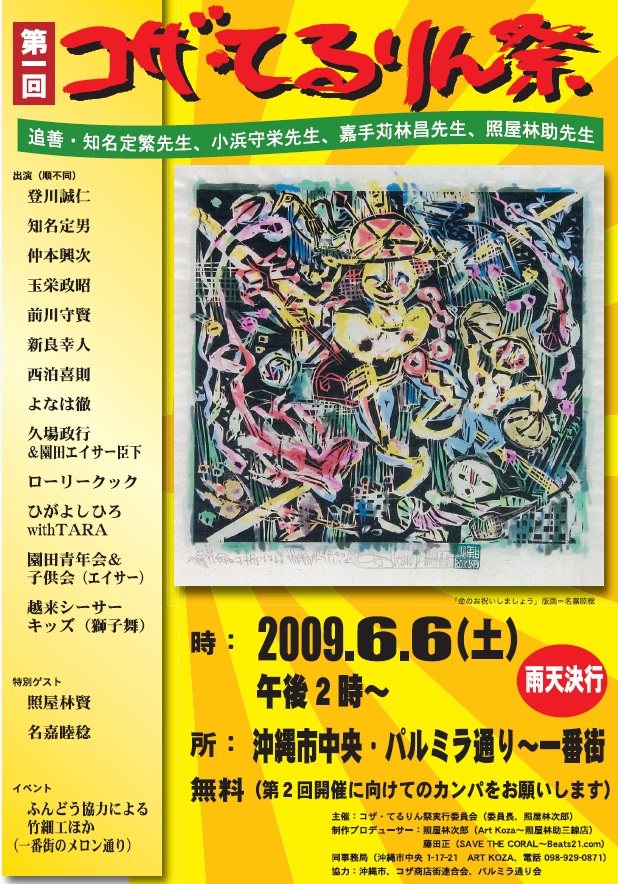 第一回
コザ・てるりん祭
追善・知名定繁先生、小浜守栄先生、嘉手苅林昌先生、照屋林助先生
出演（順不同）
登川誠仁
知名定男
仲本興次
玉栄政昭
前川守賢
新良幸人
西泊喜則
よなは徹
久場政行
&園田エイサー臣下
ローリークック
ひがよしひろ
withTARA
園田青年会&
子供会（エイサー）
越来シーサー
キッズ（獅子舞）
特別ゲスト
照屋林賢
名嘉睦稔
イベント
ふんどう協力による
竹細工ほか
（一番街のメロン通り）
「命のお祝いしましょう」版画＝名嘉睦稔
時： 2009.6.6（土）
午後2時〜
雨天決行
所： 沖縄市中央・パルミラ通り〜一番街
無料（第2回開催に向けてのカンパをお願いします）
主催：コザ・てるりん祭実行委員会（委員長、照屋林次郎）
制作プロデューサー：照屋林次郎（Art Koza〜照屋林助三線店）
藤田正（SAVE THE CORAL〜Beats21.com）
同事務局（沖縄市中央 1-17-21　ART KOZA、電話 098-929-0871）
協力：沖縄市、コザ商店街連合会、パルミラ通り会